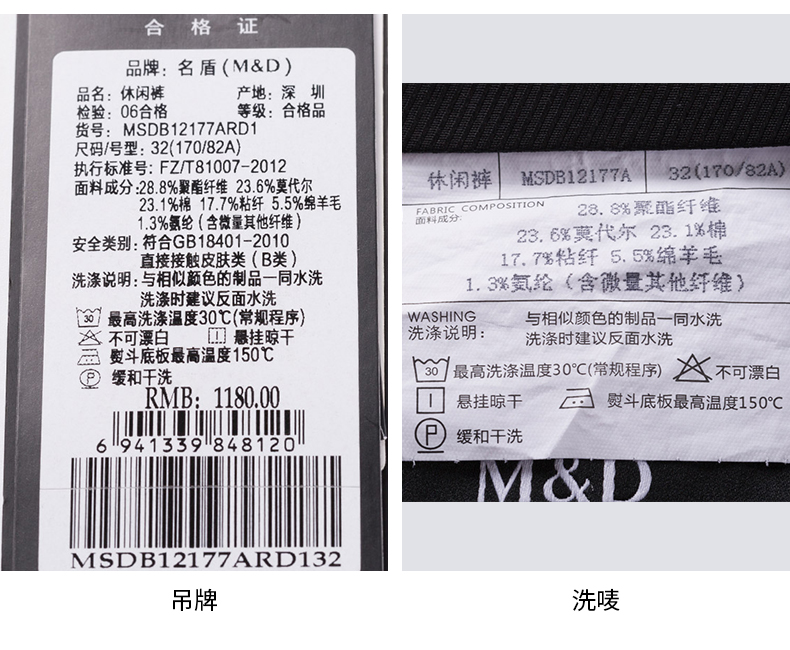 合格证
品牌: 名盾(M&D)
品名: 休闲裤 产地: 深圳
检验: 06合格 等级: 合格品
货号: MSDB12177ARD1
尺码/号型: 32(170/82A)
执行标准号: FZ/T81007-2012
面料成分:28.8%聚酯纤维 23.6%莫代尔
23.1%棉 17.7%粘纤 5.5%绵羊毛
1.3%氨纶(含微量其他纤维)
安全类别: 符合GB18401-2010
直接接触皮肤类(B类)
洗涤说明: 与相似颜色的制品一同水洗
洗涤时建议反面水洗
30 最高洗涤温度30℃(常规程序)
不可漂白 悬挂晾干
熨斗底板最高温度150℃
P 缓和干洗
RMB: 1180.00
6 941339 848120
MSDB12177ARD132
吊牌
休闲裤 MSDB12177A 32(170/82A)
FABRIC COMPOSITION 28.8%聚酯纤维
面料成分:
23.6%莫代尔 23.1%棉
17.7%粘纤 5.5%绵羊毛
1.3%氨纶(含微量其他纤维)
WASHING 与相似颜色的制品一同水洗
洗涤说明: 洗涤时建议反面水洗
30 最高洗涤温度30℃(常规程序) 不可漂白
悬挂晾干 熨斗底板最高温度150℃
P 缓和干洗
M&D
洗唛